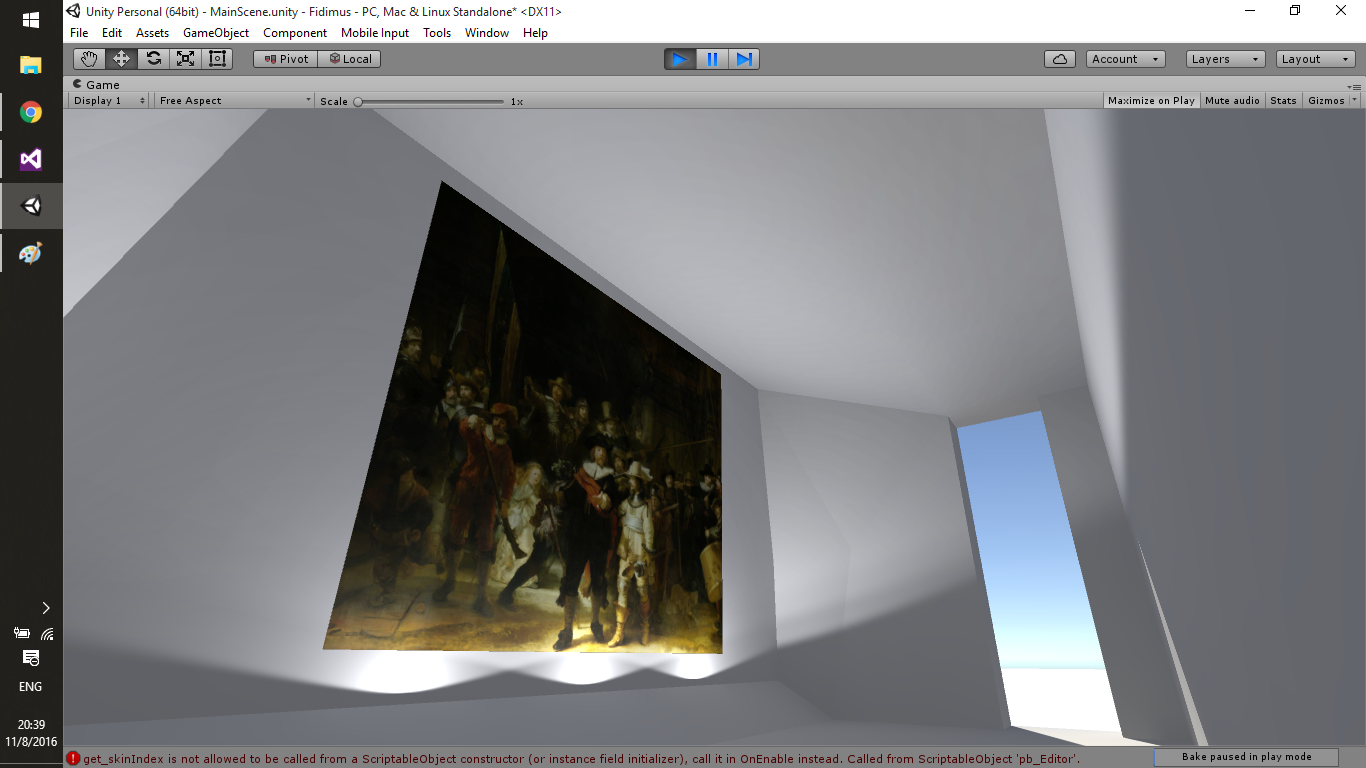 Unity Personal (64bit) - MainScene.unity - Fidimus - PC, Mac & Linux Standalone* <DX11>
File Edit Assets GameObject Component Mobile Input Tools Window Help
Pivot Local Account Layers Layout
Game
Display 1 Free Aspect Scale 1x Maximize on Play Mute audio Stats Gizmos
ENG
20:39
11/8/2016
get_skinIndex is not allowed to be called from a ScriptableObject constructor (or instance field initializer), call it in OnEnable instead. Called from ScriptableObject 'pb_Editor'.
Bake paused in play mode